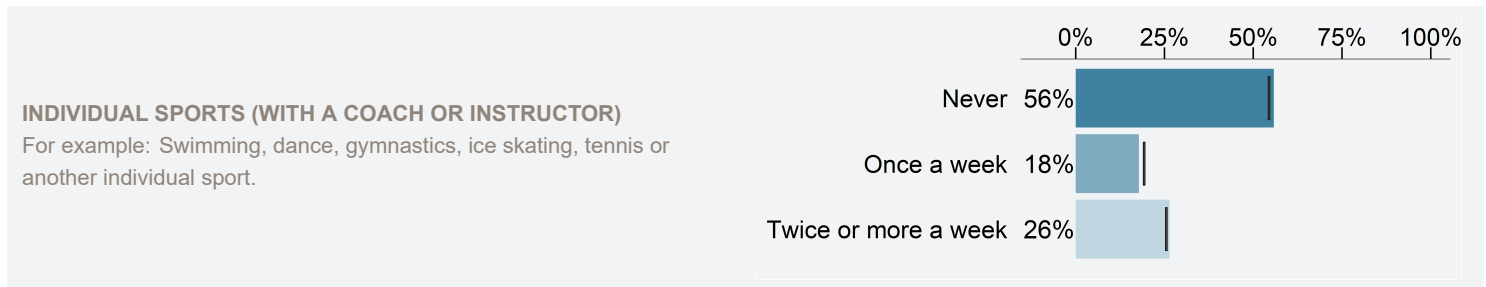 0% 25% 50% 75% 100%
INDIVIDUAL SPORTS (WITH A COACH OR INSTRUCTOR)
For example: Swimming, dance, gymnastics, ice skating, tennis or
another individual sport.
Never 56%
Once a week 18%
Twice or more a week 26%